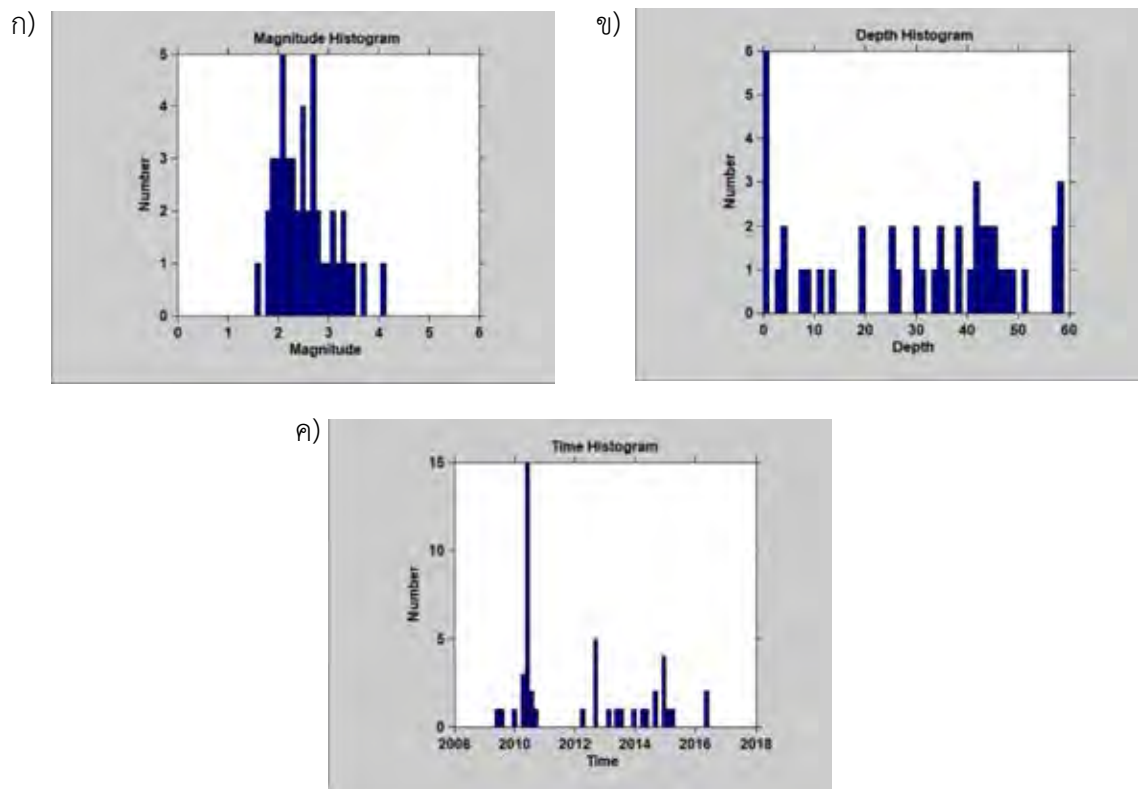 ก)
Magnitude Histogram
5
4
3
2
1
0
Number
0 1 2 3 4 5 6
Magnitude
ข)
Depth Histogram
6
5
4
3
2
1
0
Number
0 10 20 30 40 50 60
Depth
ค)
Time Histogram
15
10
5
0
Number
2008 2010 2012 2014 2016 2018
Time